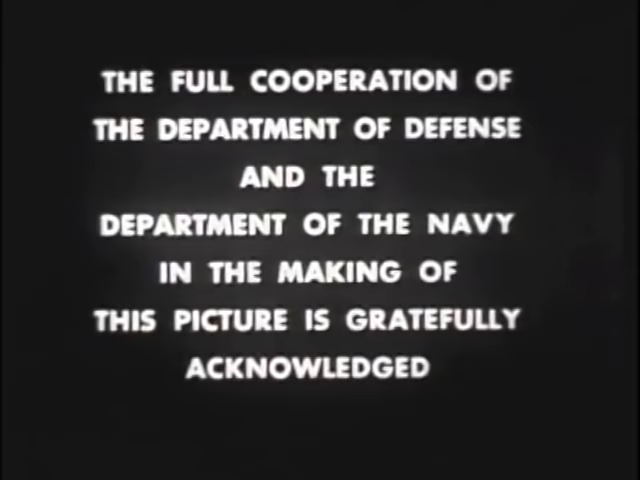 THE FULL COOPERATION OF
THE DEPARTMENT OF DEFENSE
AND THE
DEPARTMENT OF THE NAVY
IN THE MAKING OF
THIS PICTURE IS GRATEFULLY
ACKNOWLEDGED